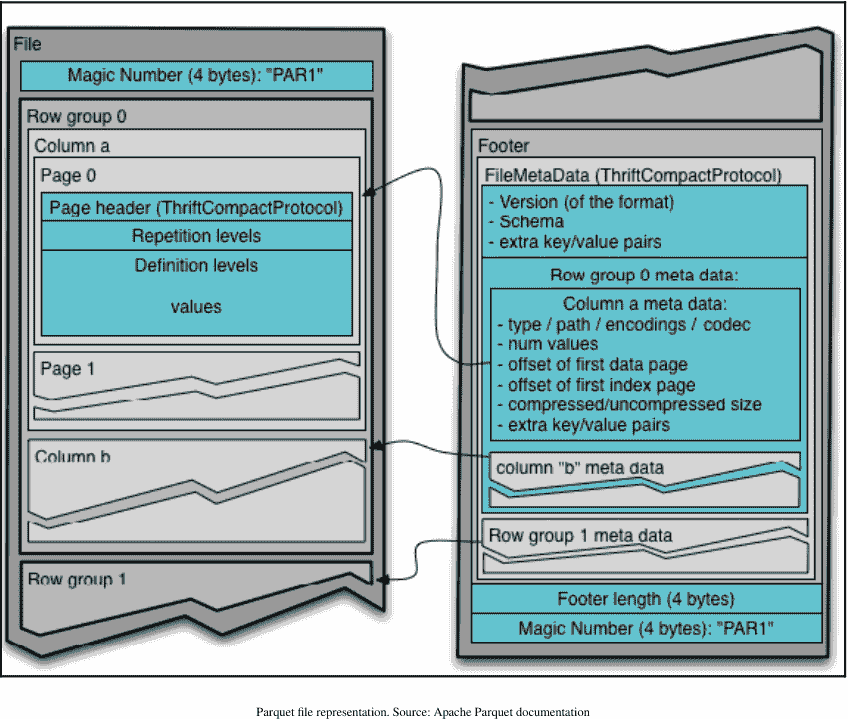 File
Magic Number (4 bytes): "PAR1"
Row group 0
Column a
Page 0
Page header (ThriftCompactProtocol)
Repetition levels
Definition levels
values
Page 1
Column b
Row group 1
Footer
FileMetaData (ThriftCompactProtocol)
- Version (of the format)
- Schema
- extra key/value pairs
Row group 0 meta data:
Column a meta data:
- type / path / encodings / codec
- num values
- offset of first data page
- offset of first index page
- compressed/uncompressed size
- extra key/value pairs
column "b" meta data
Row group 1 meta data
Footer length (4 bytes)
Magic Number (4 bytes): "PAR1"
Parquet file representation. Source: Apache Parquet documentation